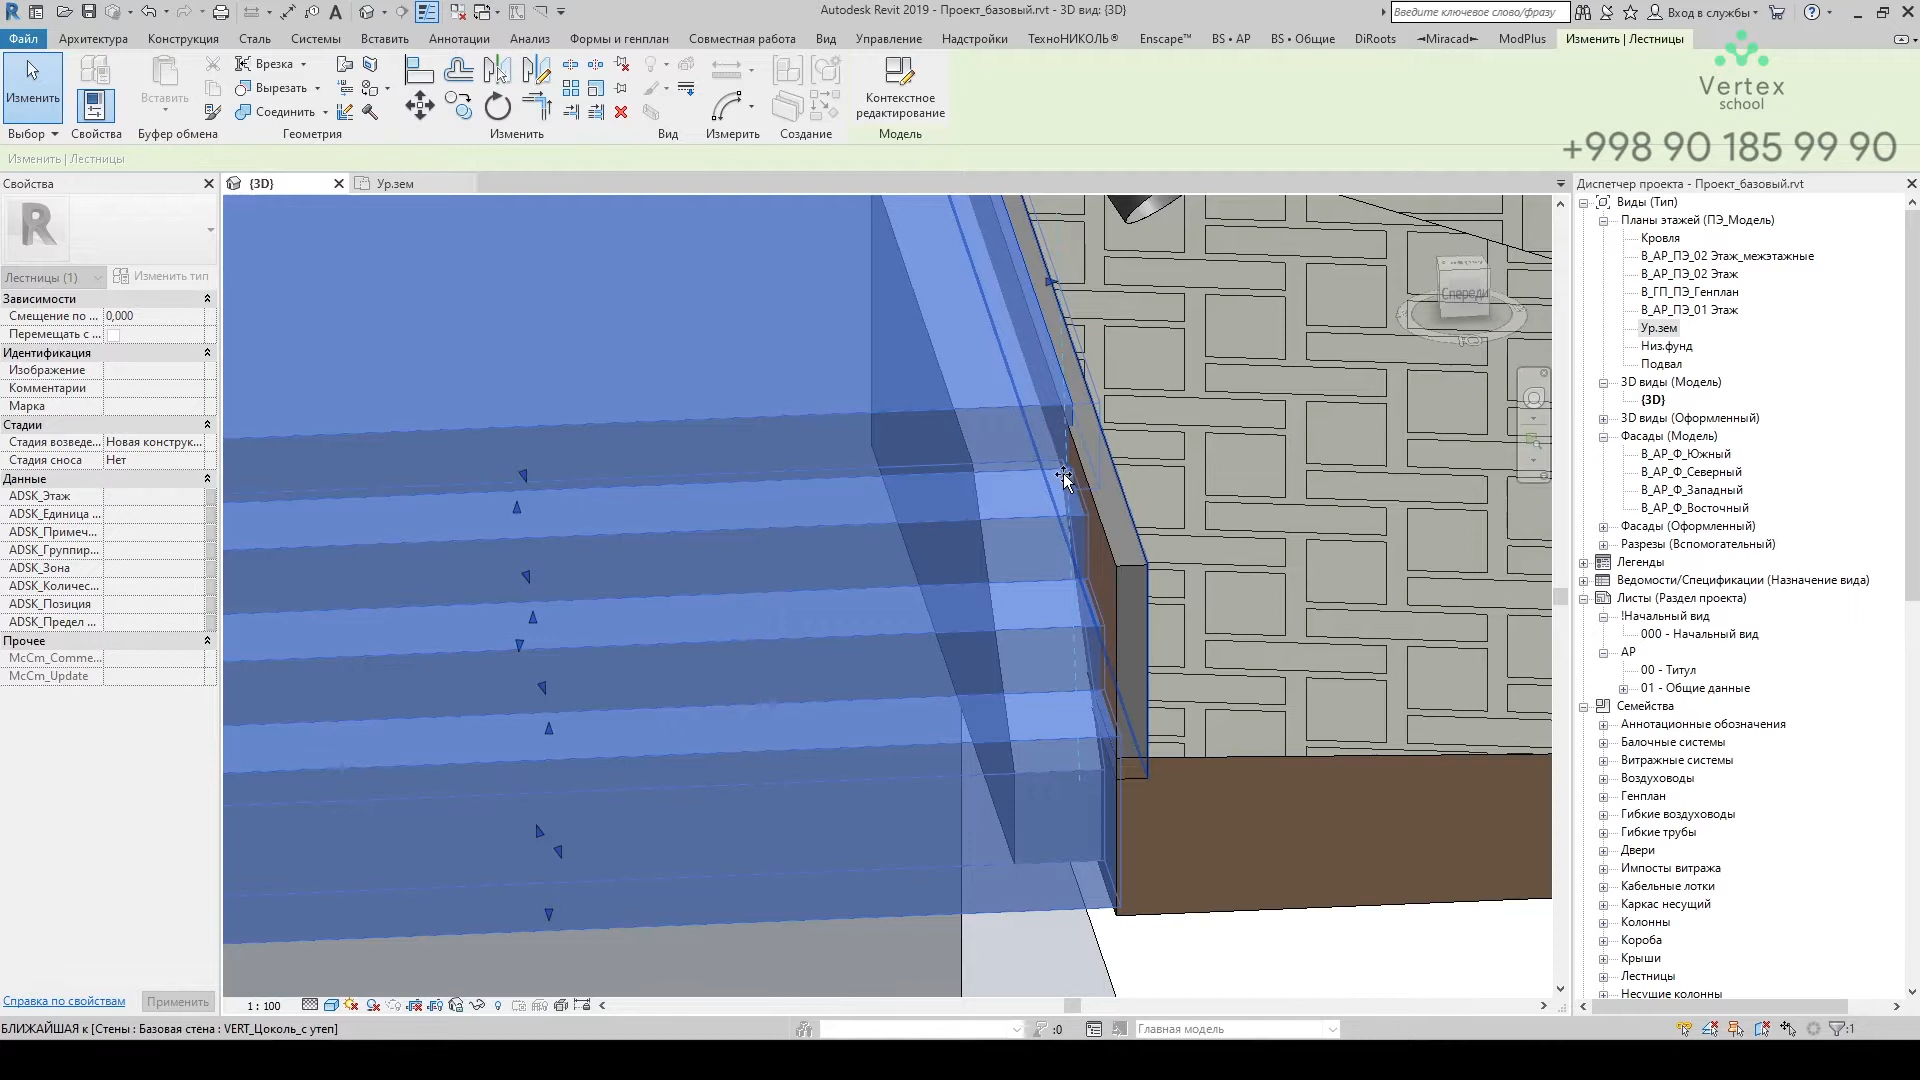 Autodesk Revit 2019 - Проект_базовый.rvt - 3D вид: {3D}
Введите ключевое слово/фразу
Вход в службы
Файл Архитектура Конструкция Сталь Системы Вставить Аннотации Анализ Формы и генплан Совместная работа Вид Управление Надстройки ТехноНИКОЛЬ® Enscape™ BS • АР BS • Общие DiRoots -=Miracad=- ModPlus Изменить | Лестницы
Изменить
Вставить
Врезка
Вырезать
Соединить
Контекстное
редактирование
Выбор Свойства Буфер обмена Геометрия Изменить Вид Измерить Создание Модель
Vertex
school
+998 90 185 99 90
Изменить | Лестницы
Свойства
{3D}
Ур.зем
R
Лестницы (1)
Изменить тип
Зависимости
Смещение по ... 0,000
Перемещать с ...
Идентификация
Изображение
Комментарии
Марка
Стадии
Стадия возведе... Новая конструк...
Стадия сноса Нет
Данные
ADSK_Этаж
ADSK_Единица ...
ADSK_Примеч...
ADSK_Группир...
ADSK_Зона
ADSK_Количес...
ADSK_Позиция
ADSK_Предел ...
Прочее
McCm_Comme...
McCm_Update
Справка по свойствам
Применить
Спереди
Ю
Диспетчер проекта - Проект_базовый.rvt
Виды (Тип)
Планы этажей (ПЭ_Модель)
Кровля
В_АР_ПЭ_02 Этаж_межэтажные
В_АР_ПЭ_02 Этаж
В_ГП_ПЭ_Генплан
В_АР_ПЭ_01 Этаж
Ур.зем
Низ.фунд
Подвал
3D виды (Модель)
{3D}
3D виды (Оформленный)
Фасады (Модель)
В_АР_Ф_Южный
В_АР_Ф_Северный
В_АР_Ф_Западный
В_АР_Ф_Восточный
Фасады (Оформленный)
Разрезы (Вспомогательный)
Легенды
Ведомости/Спецификации (Назначение вида)
Листы (Раздел проекта)
!Начальный вид
000 - Начальный вид
АР
00 - Титул
01 - Общие данные
Семейства
Аннотационные обозначения
Балочные системы
Витражные системы
Воздуховоды
Генплан
Гибкие воздуховоды
Гибкие трубы
Двери
Импосты витража
Кабельные лотки
Каркас несущий
Колонны
Короба
Крыши
Лестницы
Несущие колонны
1 : 100
БЛИЖАЙШАЯ к [Стены : Базовая стена : VERT_Цоколь_с утеп]
:0
Главная модель
:1